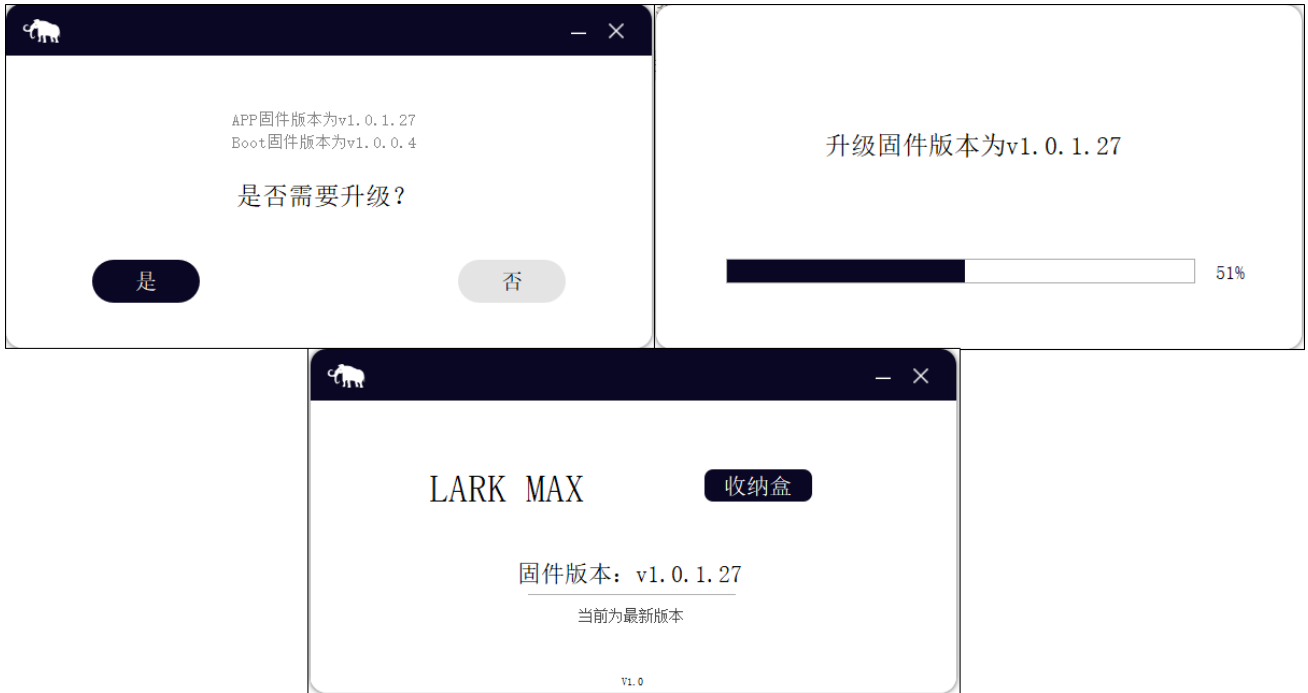 APP固件版本为v1.0.1.27
Boot固件版本为v1.0.0.4
是否需要升级?
是
否
升级固件版本为v1.0.1.27
51%
LARK MAX
收纳盒
固件版本: v1.0.1.27
当前为最新版本
V1.0